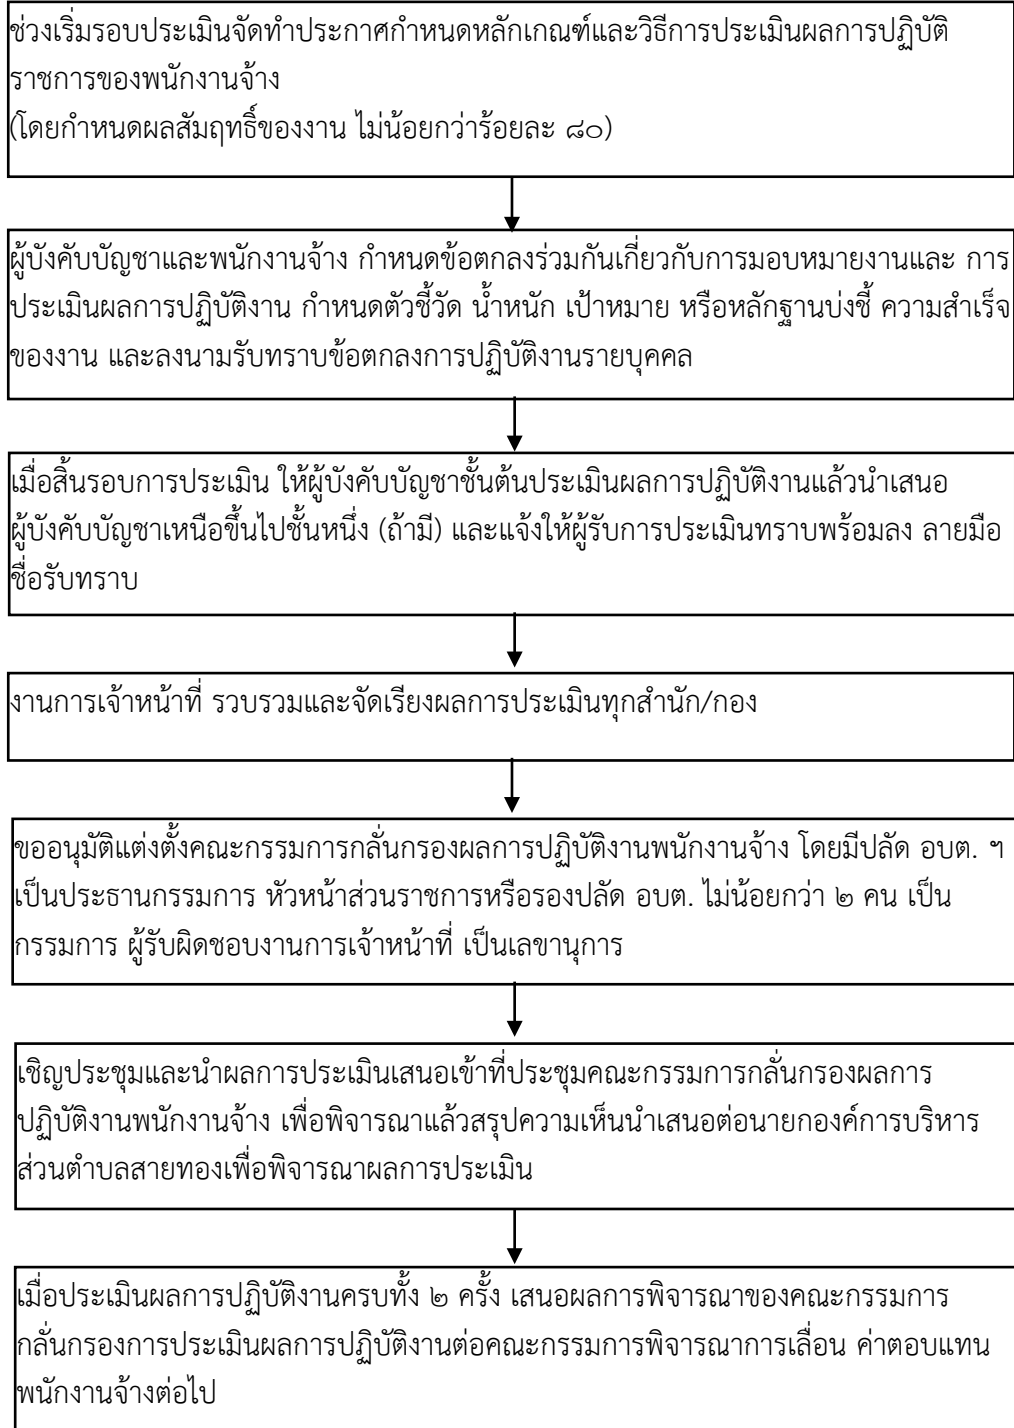 ช่วงเริ่มรอบประเมินจัดทำประกาศกำหนดหลักเกณฑ์และวิธีการประเมินผลการปฏิบัติ
ราชการของพนักงานจ้าง
(โดยกำหนดผลสัมฤทธิ์ของงาน ไม่น้อยกว่าร้อยละ ๘๐)
ผู้บังคับบัญชาและพนักงานจ้าง กำหนดข้อตกลงร่วมกันเกี่ยวกับการมอบหมายงานและ การ
ประเมินผลการปฏิบัติงาน กำหนดตัวชี้วัด น้ำหนัก เป้าหมาย หรือหลักฐานบ่งชี้ ความสำเร็จ
ของงาน และลงนามรับทราบข้อตกลงการปฏิบัติงานรายบุคคล
เมื่อสิ้นรอบการประเมิน ให้ผู้บังคับบัญชาชั้นต้นประเมินผลการปฏิบัติงานแล้วนำเสนอ
ผู้บังคับบัญชาเหนือขึ้นไปชั้นหนึ่ง (ถ้ามี) และแจ้งให้ผู้รับการประเมินทราบพร้อมลง ลายมือ
ชื่อรับทราบ
งานการเจ้าหน้าที่ รวบรวมและจัดเรียงผลการประเมินทุกสำนัก/กอง
ขออนุมัติแต่งตั้งคณะกรรมการกลั่นกรองผลการปฏิบัติงานพนักงานจ้าง โดยมีปลัด อบต. ฯ
เป็นประธานกรรมการ หัวหน้าส่วนราชการหรือรองปลัด อบต. ไม่น้อยกว่า ๒ คน เป็น
กรรมการ ผู้รับผิดชอบงานการเจ้าหน้าที่ เป็นเลขานุการ
เชิญประชุมและนำผลการประเมินเสนอเข้าที่ประชุมคณะกรรมการกลั่นกรองผลการ
ปฏิบัติงานพนักงานจ้าง เพื่อพิจารณาแล้วสรุปความเห็นนำเสนอต่อนายกองค์การบริหาร
ส่วนตำบลสายทองเพื่อพิจารณาผลการประเมิน
เมื่อประเมินผลการปฏิบัติงานครบทั้ง ๒ ครั้ง เสนอผลการพิจารณาของคณะกรรมการ
กลั่นกรองการประเมินผลการปฏิบัติงานต่อคณะกรรมการพิจารณาการเลื่อน ค่าตอบแทน
พนักงานจ้างต่อไป